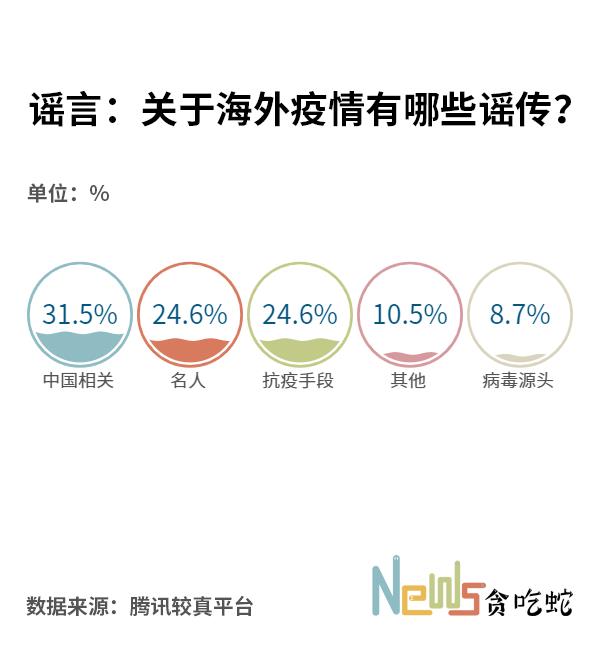 谣言：关于海外疫情有哪些谣传？
单位：%
31.5% 24.6% 24.6% 10.5% 8.7%
中国相关 名人 抗疫手段 其他 病毒源头
数据来源：腾讯较真平台
News贪吃蛇